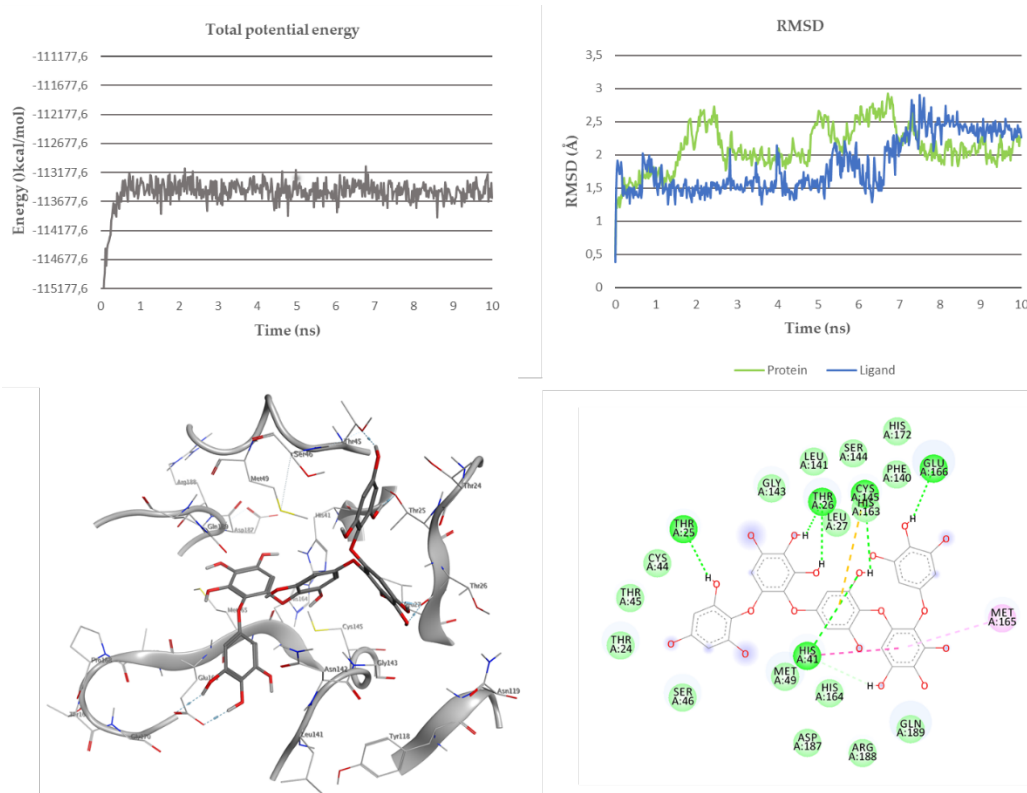 Total potential energy
Energy (0kcal/mol)
-111177,6
-111677,6
-112177,6
-112677,6
-113177,6
-113677,6
-114177,6
-114677,6
-115177,6
0 1 2 3 4 5 6 7 8 9 10
Time (ns)
RMSD
RMSD (Å)
3,5
3
2,5
2
1,5
1
0,5
0
0 1 2 3 4 5 6 7 8 9 10
Time (ns)
Protein Ligand
Thr45
Ser46
Met49
Thr24
Thr25
Asp187
His41
Thr26
Cys145
Asn142
Gly143
Asn119
Leu141
Tyr118
HIS
A:172
SER
A:144
LEU
A:141
PHE
A:140
GLU
A:166
GLY
A:143
CYS
A:145
HIS
A:163
THR
A:26
LEU
A:27
THR
A:25
CYS
A:44
THR
A:45
THR
A:24
SER
A:46
MET
A:165
HIS
A:41
MET
A:49
HIS
A:164
GLN
A:189
ASP
A:187
ARG
A:188